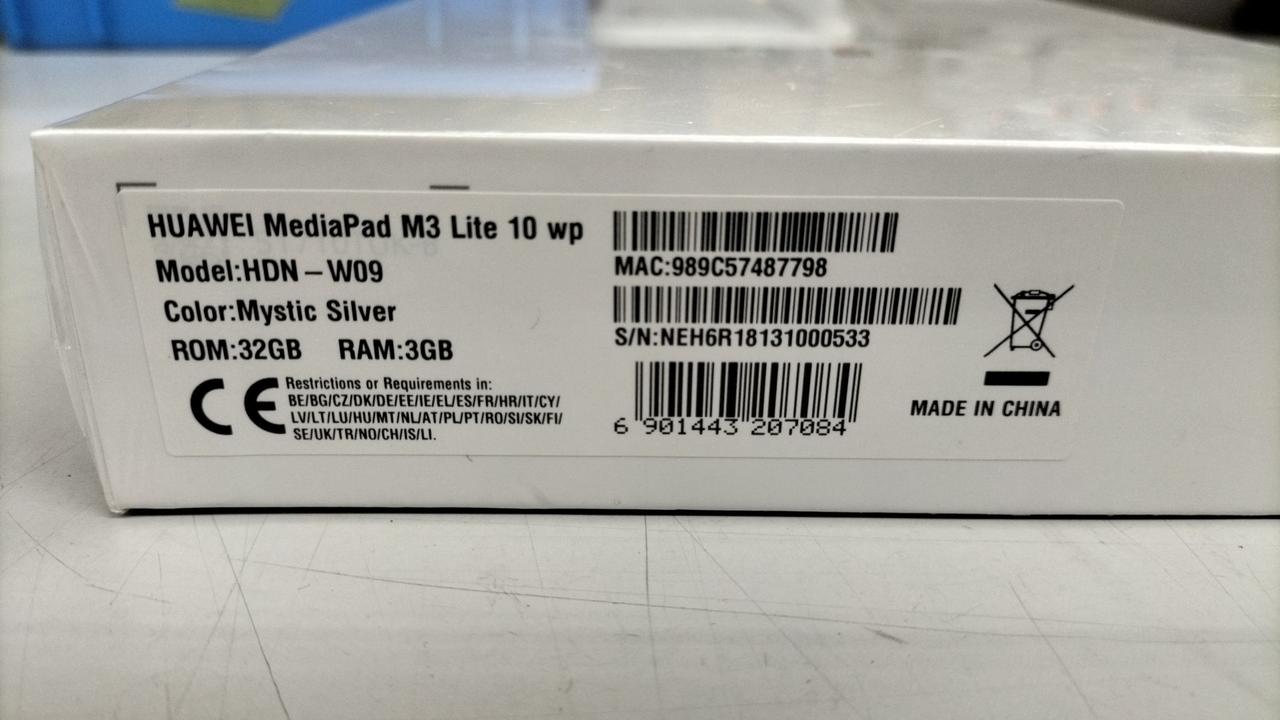 HUAWEI MediaPad M3 Lite 10 wp
Model:HDN-W09
Color:Mystic Silver
ROM:32GB RAM:3GB
CE
Restrictions or Requirements in:
BE/BG/CZ/DK/DE/EE/IE/EL/ES/FR/HR/IT/CY/
LV/LT/LU/HU/MT/NL/AT/PL/PT/RO/SI/SK/FI/
SE/UK/TR/NO/CH/IS/LI.
MAC:989C57487798
S/N:NEH6R18131000533
6 901443 207084
MADE IN CHINA